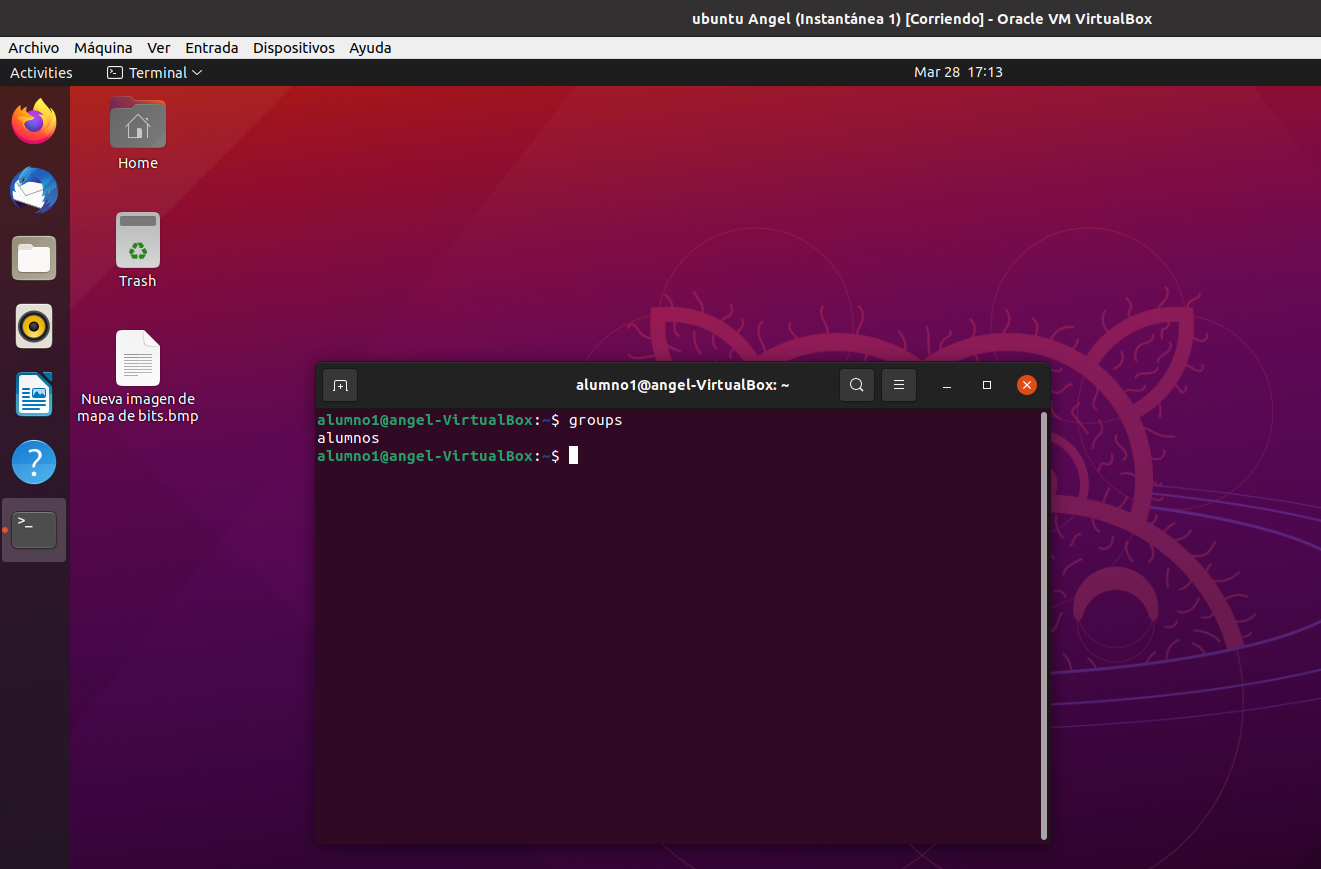 ubuntu Angel (Instantánea 1) [Corriendo] - Oracle VM VirtualBox
Archivo Máquina Ver Entrada Dispositivos Ayuda
Activities Terminal Mar 28 17:13
Home
Trash
Nueva imagen de
mapa de bits.bmp
alumno1@angel-VirtualBox: ~
alumno1@angel-VirtualBox:~$ groups
alumnos
alumno1@angel-VirtualBox:~$